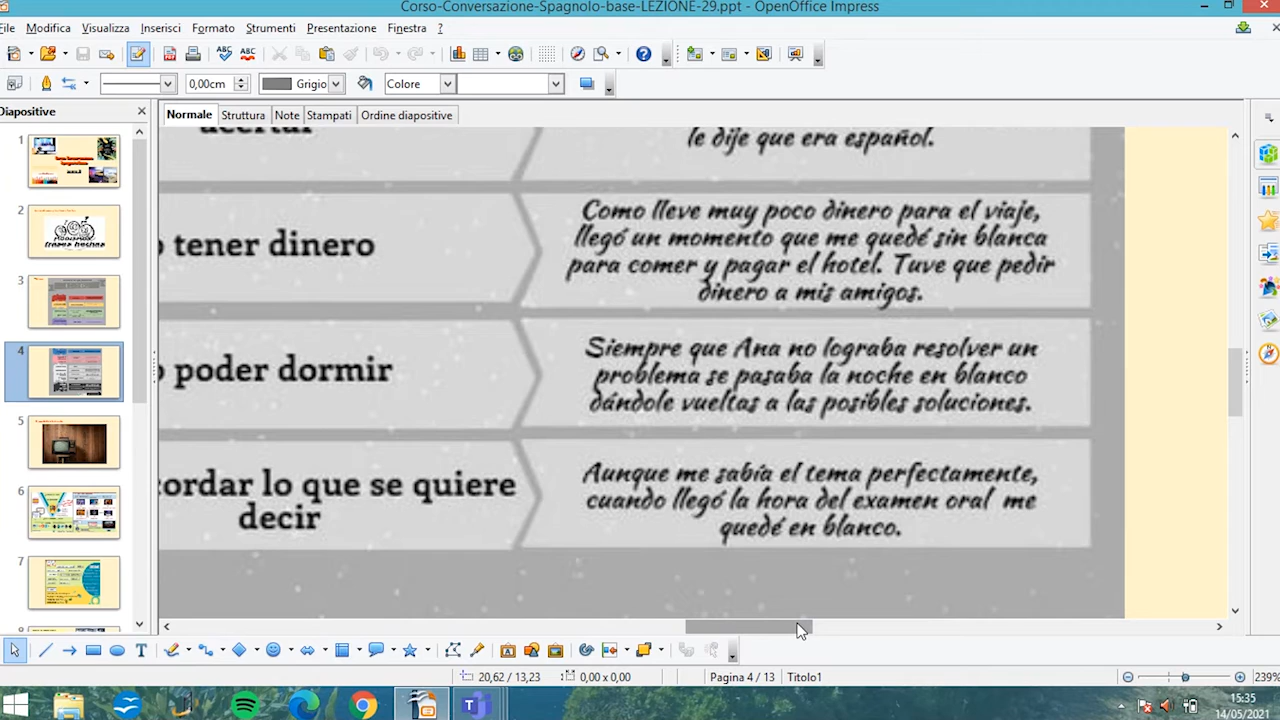 Corso-Conversazione-Spagnolo-base-LEZIONE-29.ppt - OpenOffice Impress
File Modifica Visualizza Inserisci Formato Strumenti Presentazione Finestra ?
0,00cm Grigio Colore
Diapositive
Normale Struttura Note Stampati Ordine diapositive
1
2
3
4
5
6
7
8
acertar
le dije que era español.
tener dinero
Como lleve muy poco dinero para el viaje,
llegó un momento que me quedé sin blanca
para comer y pagar el hotel. Tuve que pedir
dinero a mis amigos.
poder dormir
Siempre que Ana no lograba resolver un
problema se pasaba la noche en blanco
dándole vueltas a las posibles soluciones.
cordar lo que se quiere
decir
Aunque me sabía el tema perfectamente,
cuando llegó la hora del examen oral me
quedé en blanco.
20,62 / 13,23 0,00 x 0,00 Pagina 4 / 13 Titolo1 239%
15:35
14/05/2021